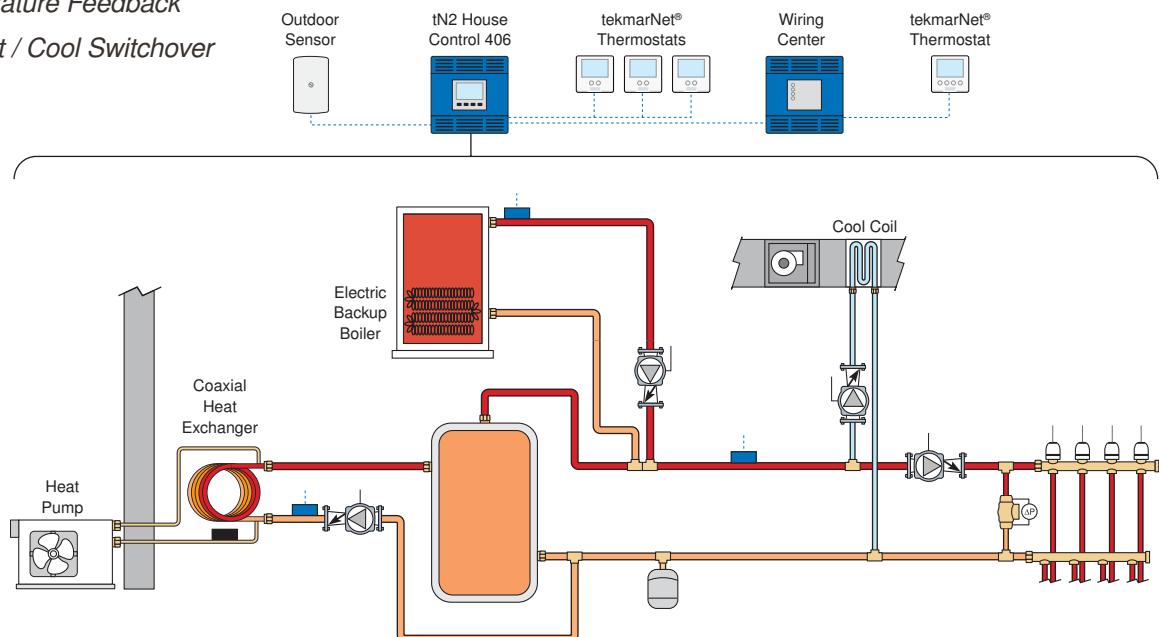 Feedback
/ Cool Switchover
Outdoor
Sensor
tN2 House
Control 406
tekmarNet®
Thermostats
Wiring
Center
tekmarNet®
Thermostat
Cool Coil
Electric
Backup
Boiler
Coaxial
Heat
Exchanger
Heat
Pump
ΔP